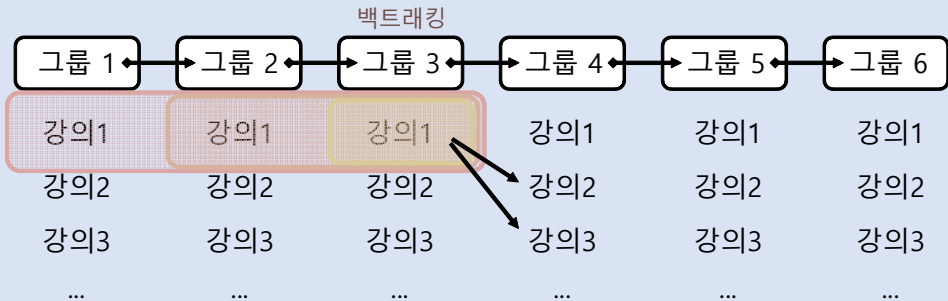 백트래킹
그룹 1 그룹 2 그룹 3 그룹 4 그룹 5 그룹 6
강의1 강의1 강의1 강의1 강의1 강의1
강의2 강의2 강의2 강의2 강의2 강의2
강의3 강의3 강의3 강의3 강의3 강의3
... ... ... ... ... ...